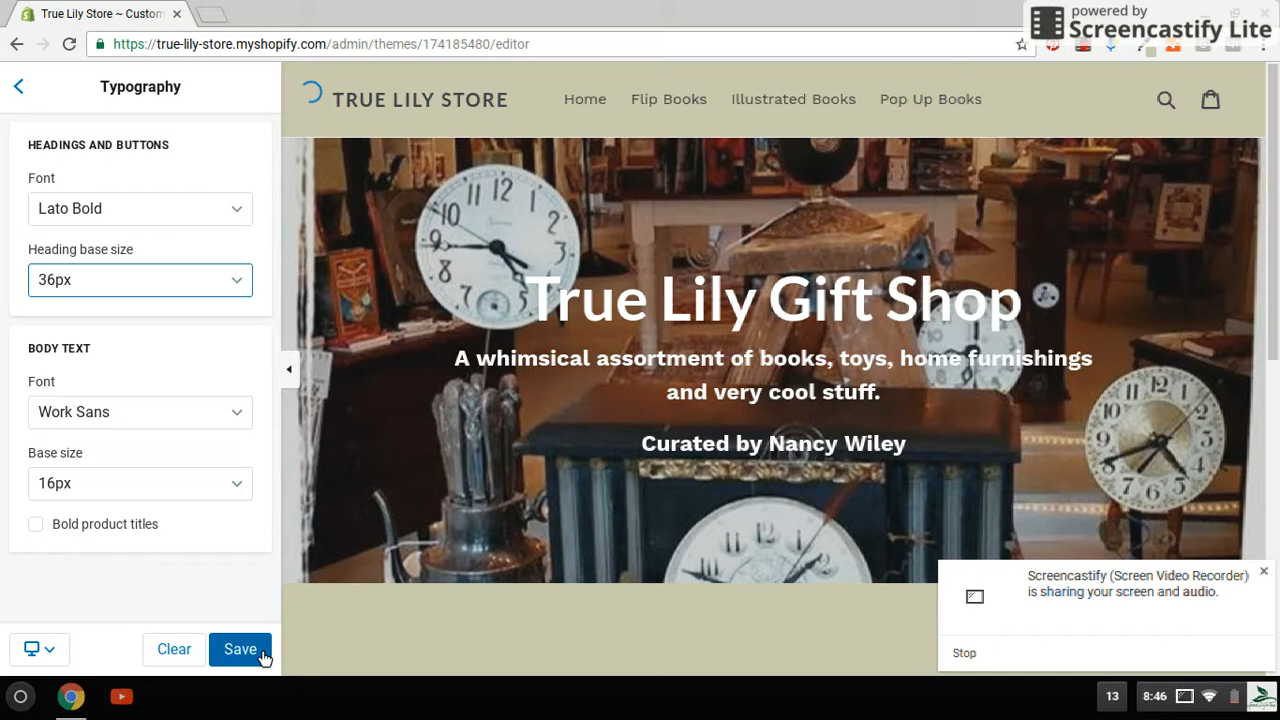 True Lily Store ~ Custom
powered by
Screencastify Lite
https://true-lily-store.myshopify.com/admin/themes/174185480/editor
Typography
HEADINGS AND BUTTONS
Font
Lato Bold
Heading base size
36px
BODY TEXT
Font
Work Sans
Base size
16px
Bold product titles
Clear
Save
TRUE LILY STORE
Home
Flip Books
Illustrated Books
Pop Up Books
True Lily Gift Shop
A whimsical assortment of books, toys, home furnishings
and very cool stuff.
Curated by Nancy Wiley
Screencastify (Screen Video Recorder)
is sharing your screen and audio.
Stop
13
8:46